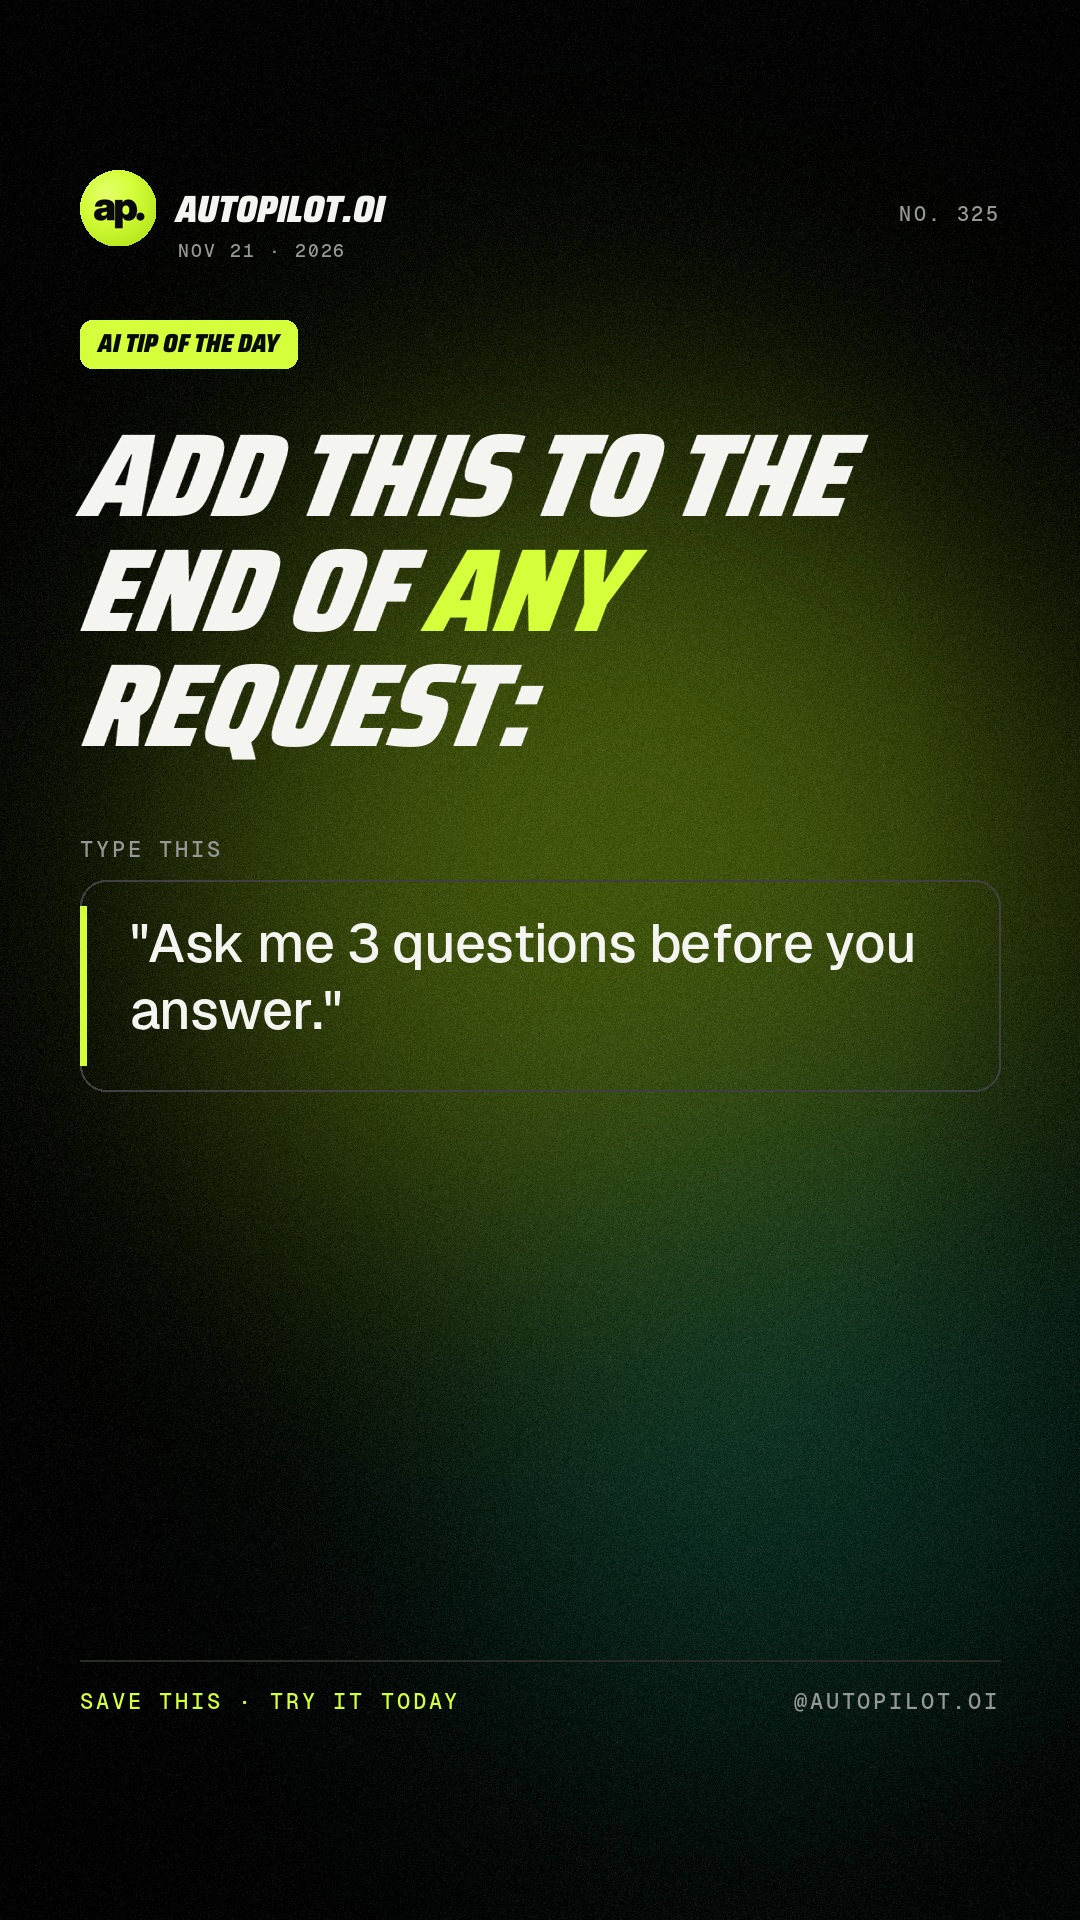 ap.
AUTOPILOT.OI
NOV 21 · 2026
NO. 325
AI TIP OF THE DAY
ADD THIS TO THE
END OF ANY
REQUEST:
TYPE THIS
"Ask me 3 questions before you
answer."
SAVE THIS · TRY IT TODAY
@AUTOPILOT.OI